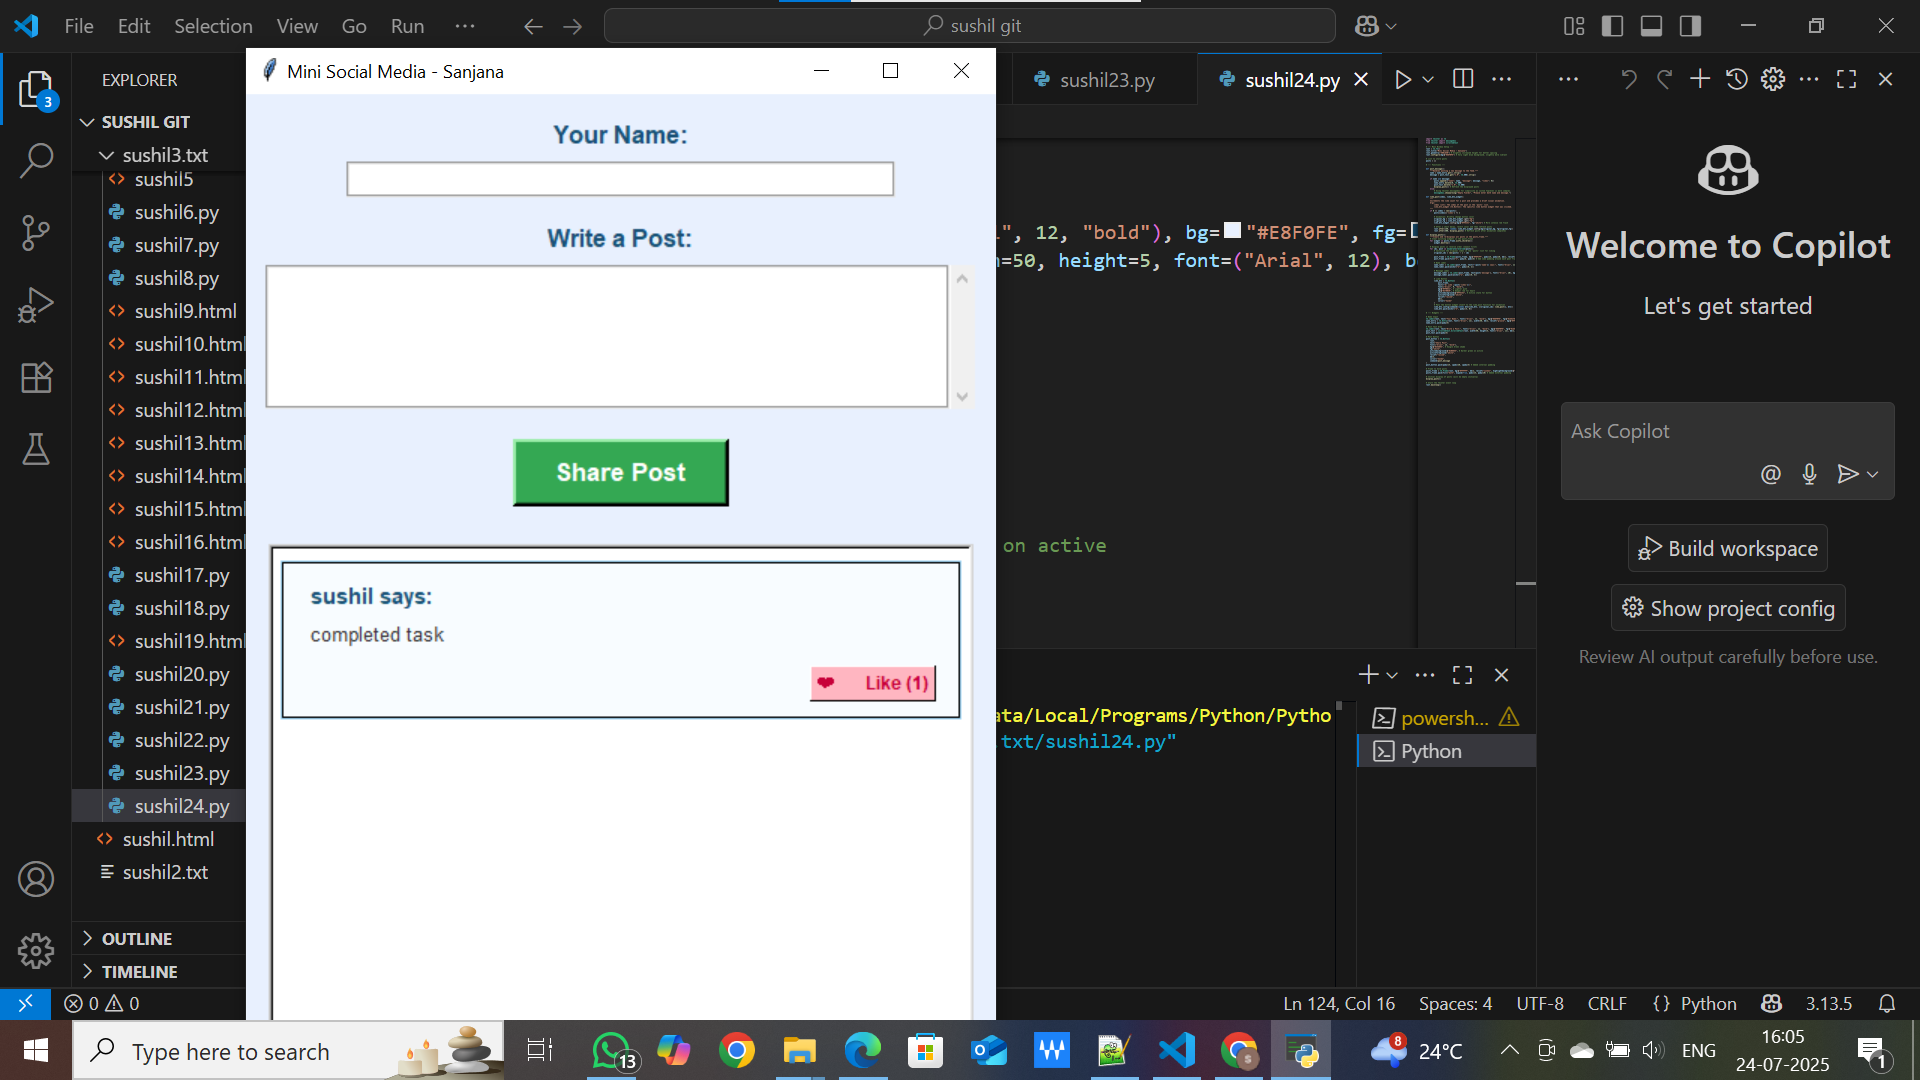 File Edit Selection View Go Run ···
sushil git
EXPLORER
3
SUSHIL GIT
sushil3.txt
sushil5
sushil6.py
sushil7.py
sushil8.py
sushil9.html
sushil10.html
sushil11.html
sushil12.html
sushil13.html
sushil14.html
sushil15.html
sushil16.html
sushil17.py
sushil18.py
sushil19.html
sushil20.py
sushil21.py
sushil22.py
sushil23.py
sushil24.py
sushil.html
sushil2.txt
OUTLINE
TIMELINE
Mini Social Media - Sanjana
Your Name:
Write a Post:
Share Post
sushil says:
completed task
❤ Like (1)
sushil23.py
sushil24.py
", 12, "bold"), bg="#E8F0FE", fg=
=50, height=5, font=("Arial", 12), b
on active
ata/Local/Programs/Python/Pytho
.txt/sushil24.py"
powersh...
Python
Welcome to Copilot
Let's get started
Ask Copilot
Build workspace
Show project config
Review AI output carefully before use.
0 0
Ln 124, Col 16 Spaces: 4 UTF-8 CRLF {} Python 3.13.5
Type here to search
13
8
24°C
ENG
16:05
24-07-2025
1